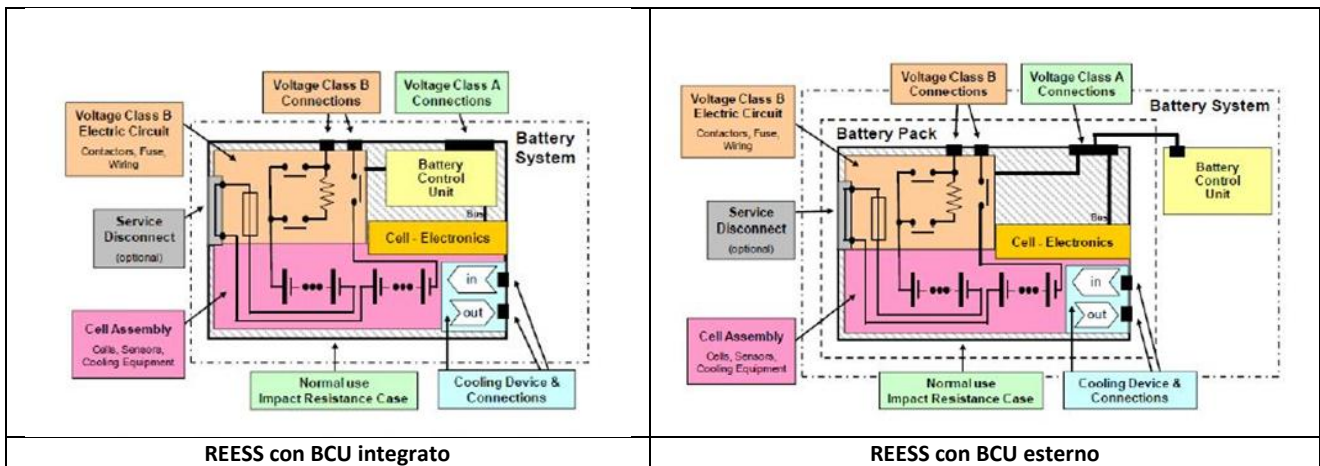 Voltage Class B
Connections
Voltage Class A
Connections
Voltage Class B
Electric Circuit
Contactors, Fuse,
Wiring
Battery
System
Battery
Control
Unit
Bus
Service
Disconnect
(optional)
Cell - Electronics
in
out
Cell Assembly
Cells, Sensors,
Cooling Equipment
Normal use
Impact Resistance Case
Cooling Device &
Connections
REESS con BCU integrato
Voltage Class B
Connections
Voltage Class A
Connections
Voltage Class B
Electric Circuit
Contactors, Fuse,
Wiring
Battery System
Battery Pack
Battery
Control
Unit
Bus
Service
Disconnect
(optional)
Cell - Electronics
in
out
Cell Assembly
Cells, Sensors,
Cooling Equipment
Normal use
Impact Resistance Case
Cooling Device &
Connections
REESS con BCU esterno